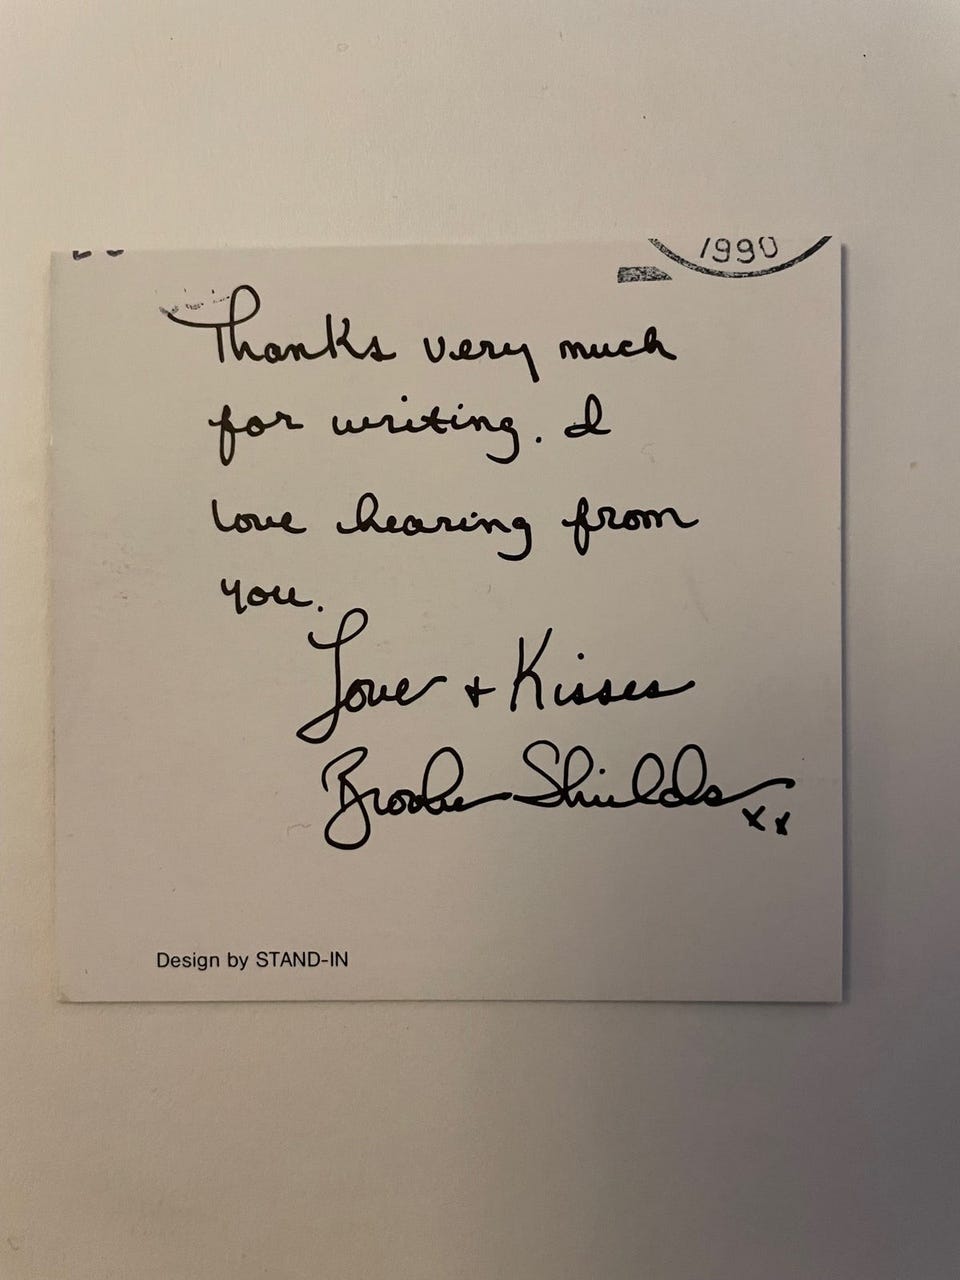 1990
Thanks very much
for writing. I
love hearing from
you.
Love + Kisses
Brooke Shields
xx
Design by STAND-IN